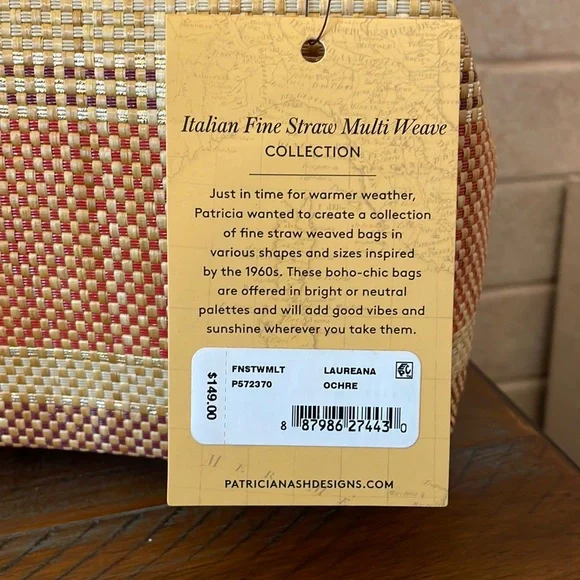 Italian Fine Straw Multi Weave
COLLECTION
Just in time for warmer weather,
Patricia wanted to create a collection
of fine straw weaved bags in
various shapes and sizes inspired
by the 1960s. These boho-chic bags
are offered in bright or neutral
palettes and will add good vibes and
sunshine wherever you take them.
$149.00
FNSTWMLT LAUREANA
P572370 OCHRE
8 87986 27443 0
PATRICIANASHDESIGNS.COM